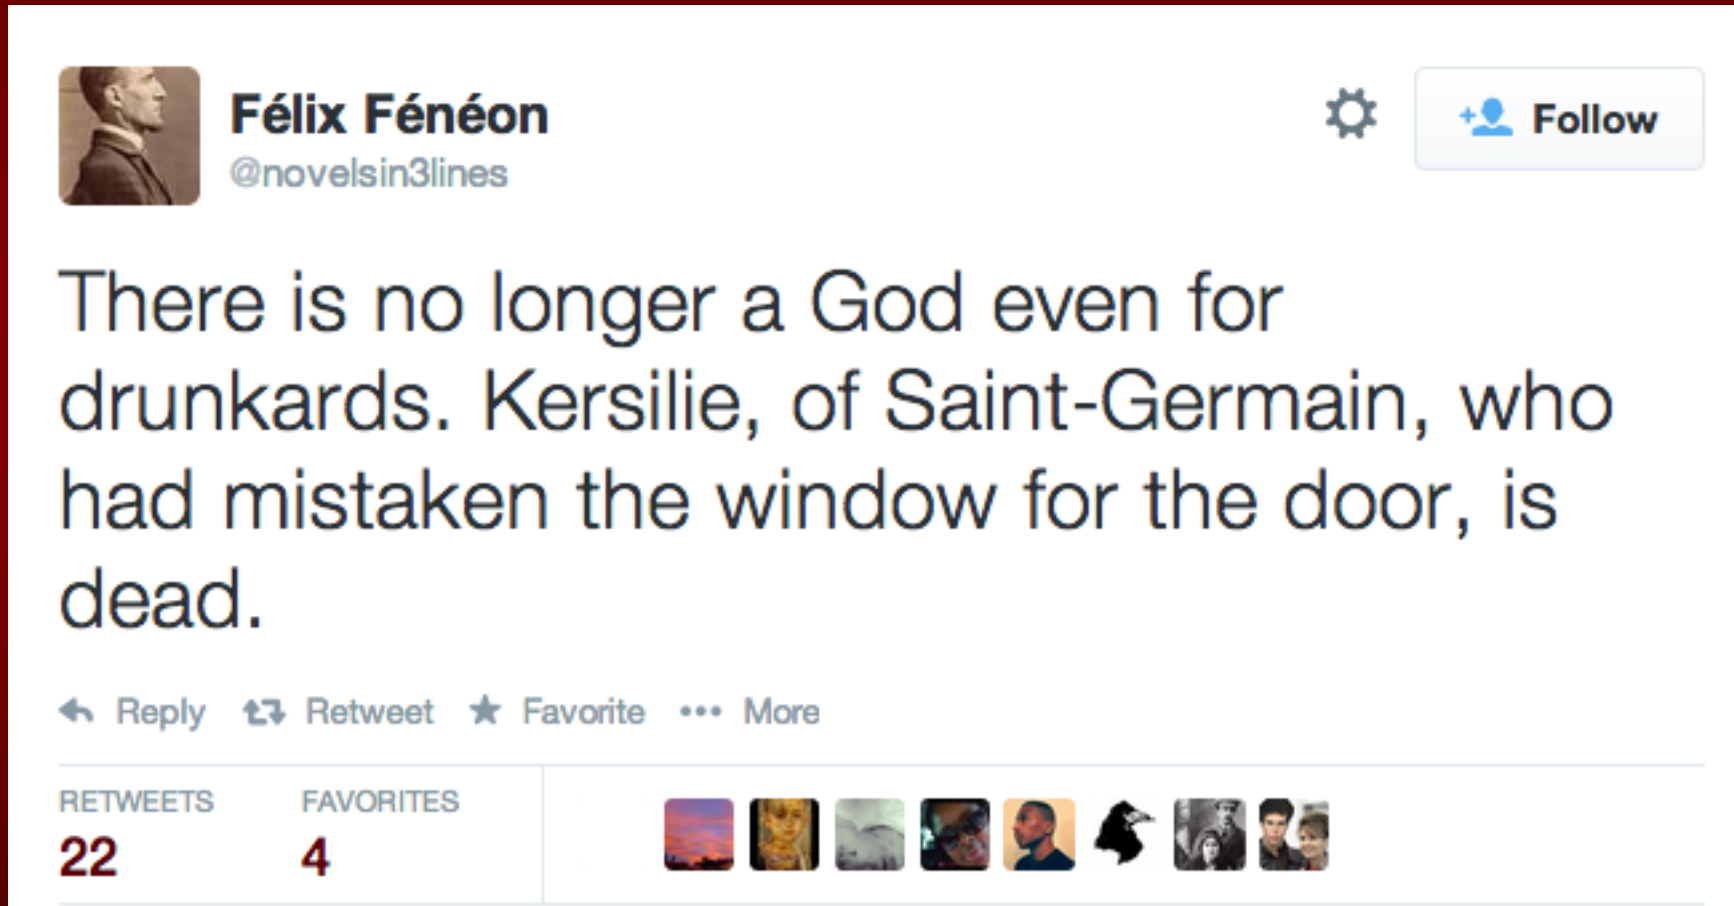 Félix Fénéon
@novelsin3lines
Follow
There is no longer a God even for
drunkards. Kersilie, of Saint-Germain, who
had mistaken the window for the door, is
dead.
Reply Retweet Favorite More
RETWEETS FAVORITES
22 4